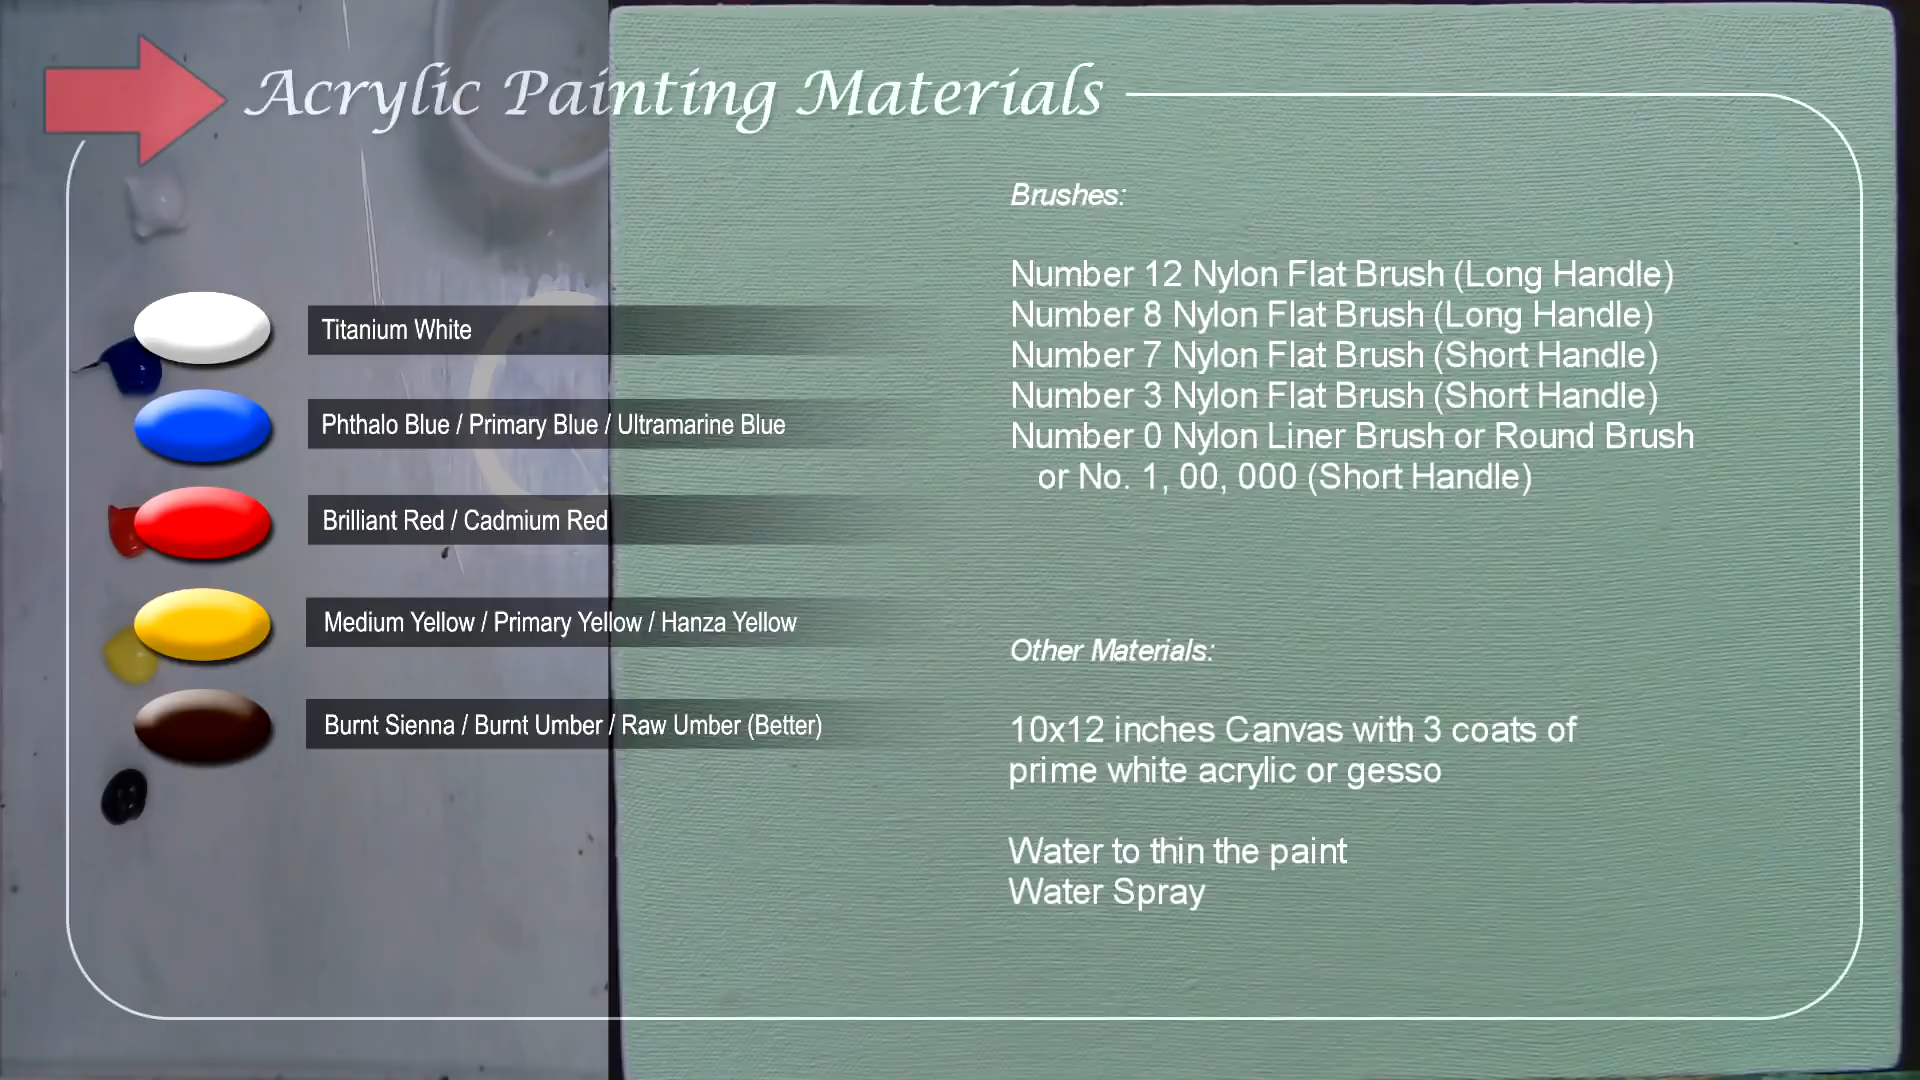 Acrylic Painting Materials
Titanium White
Phthalo Blue / Primary Blue / Ultramarine Blue
Brilliant Red / Cadmium Red
Medium Yellow / Primary Yellow / Hanza Yellow
Burnt Sienna / Burnt Umber / Raw Umber (Better)
Brushes:
Number 12 Nylon Flat Brush (Long Handle)
Number 8 Nylon Flat Brush (Long Handle)
Number 7 Nylon Flat Brush (Short Handle)
Number 3 Nylon Flat Brush (Short Handle)
Number 0 Nylon Liner Brush or Round Brush
or No. 1, 00, 000 (Short Handle)
Other Materials:
10x12 inches Canvas with 3 coats of
prime white acrylic or gesso
Water to thin the paint
Water Spray